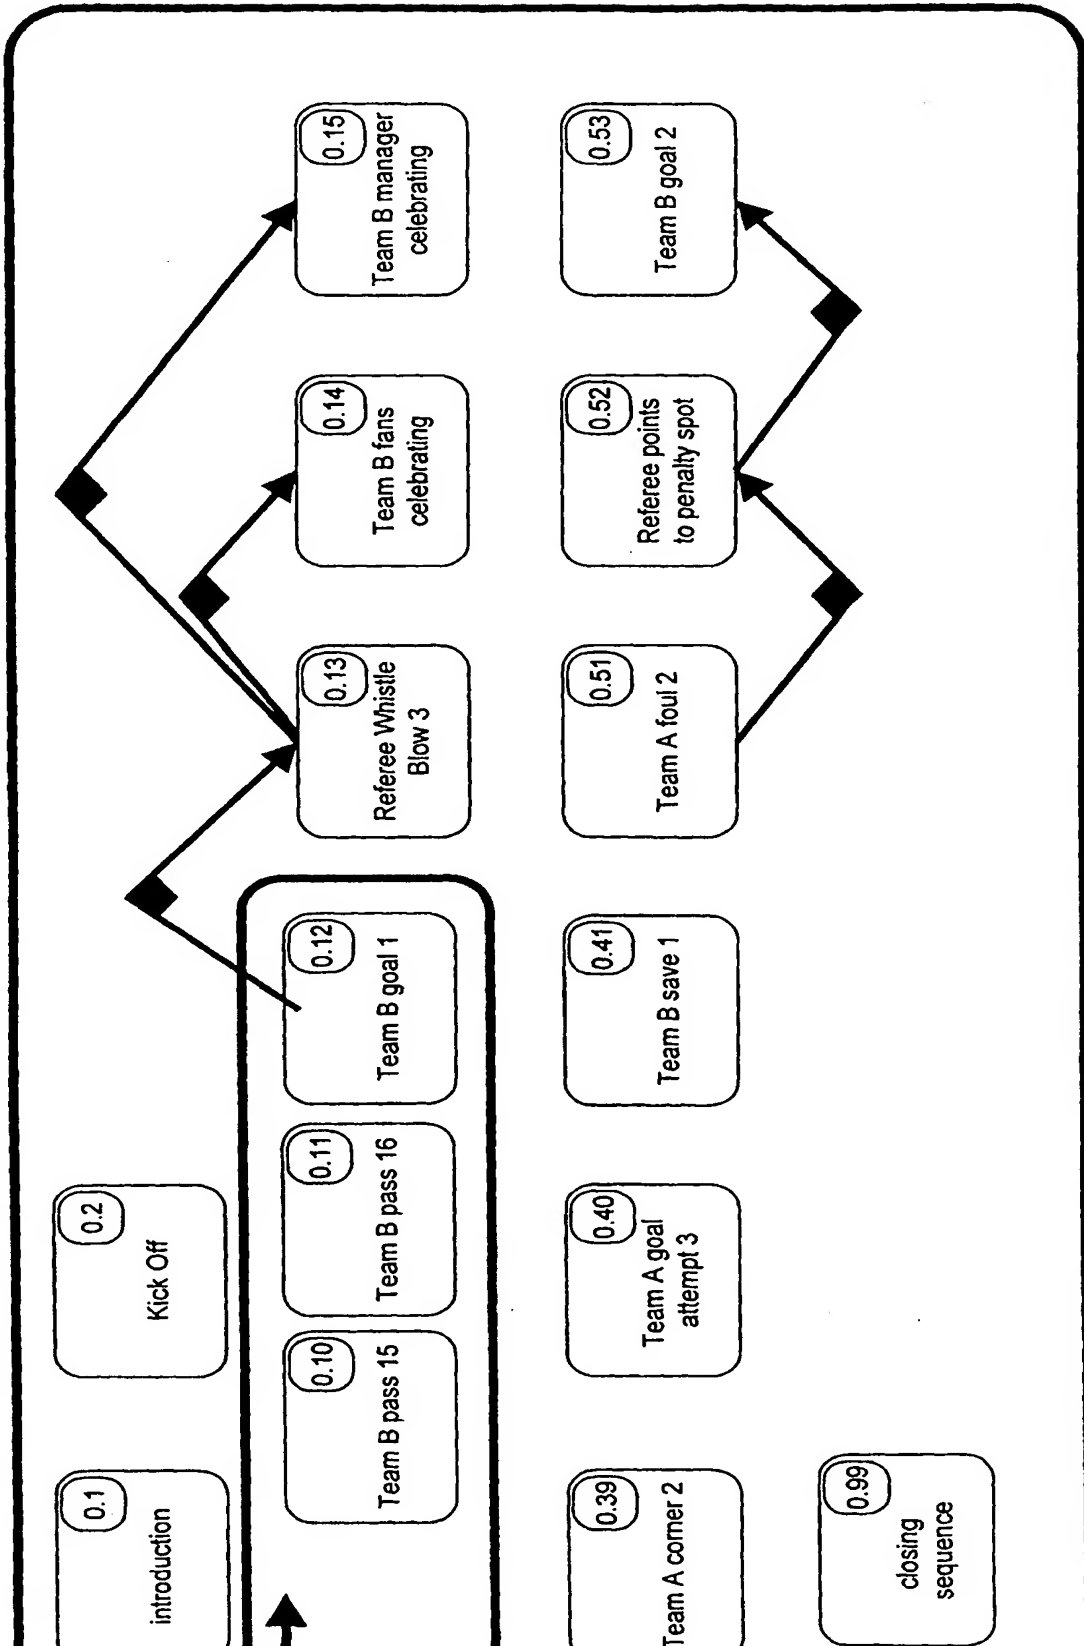 0.1
introduction
0.2
Kick Off
0.10
Team B pass 15
0.11
Team B pass 16
0.12
Team B goal 1
0.13
Referee Whistle
Blow 3
0.14
Team B fans
celebrating
0.15
Team B manager
celebrating
0.39
Team A corner 2
0.40
Team A goal
attempt 3
0.41
Team B save 1
0.51
Team A foul 2
0.52
Referee points
to penalty spot
0.53
Team B goal 2
0.99
closing
sequence